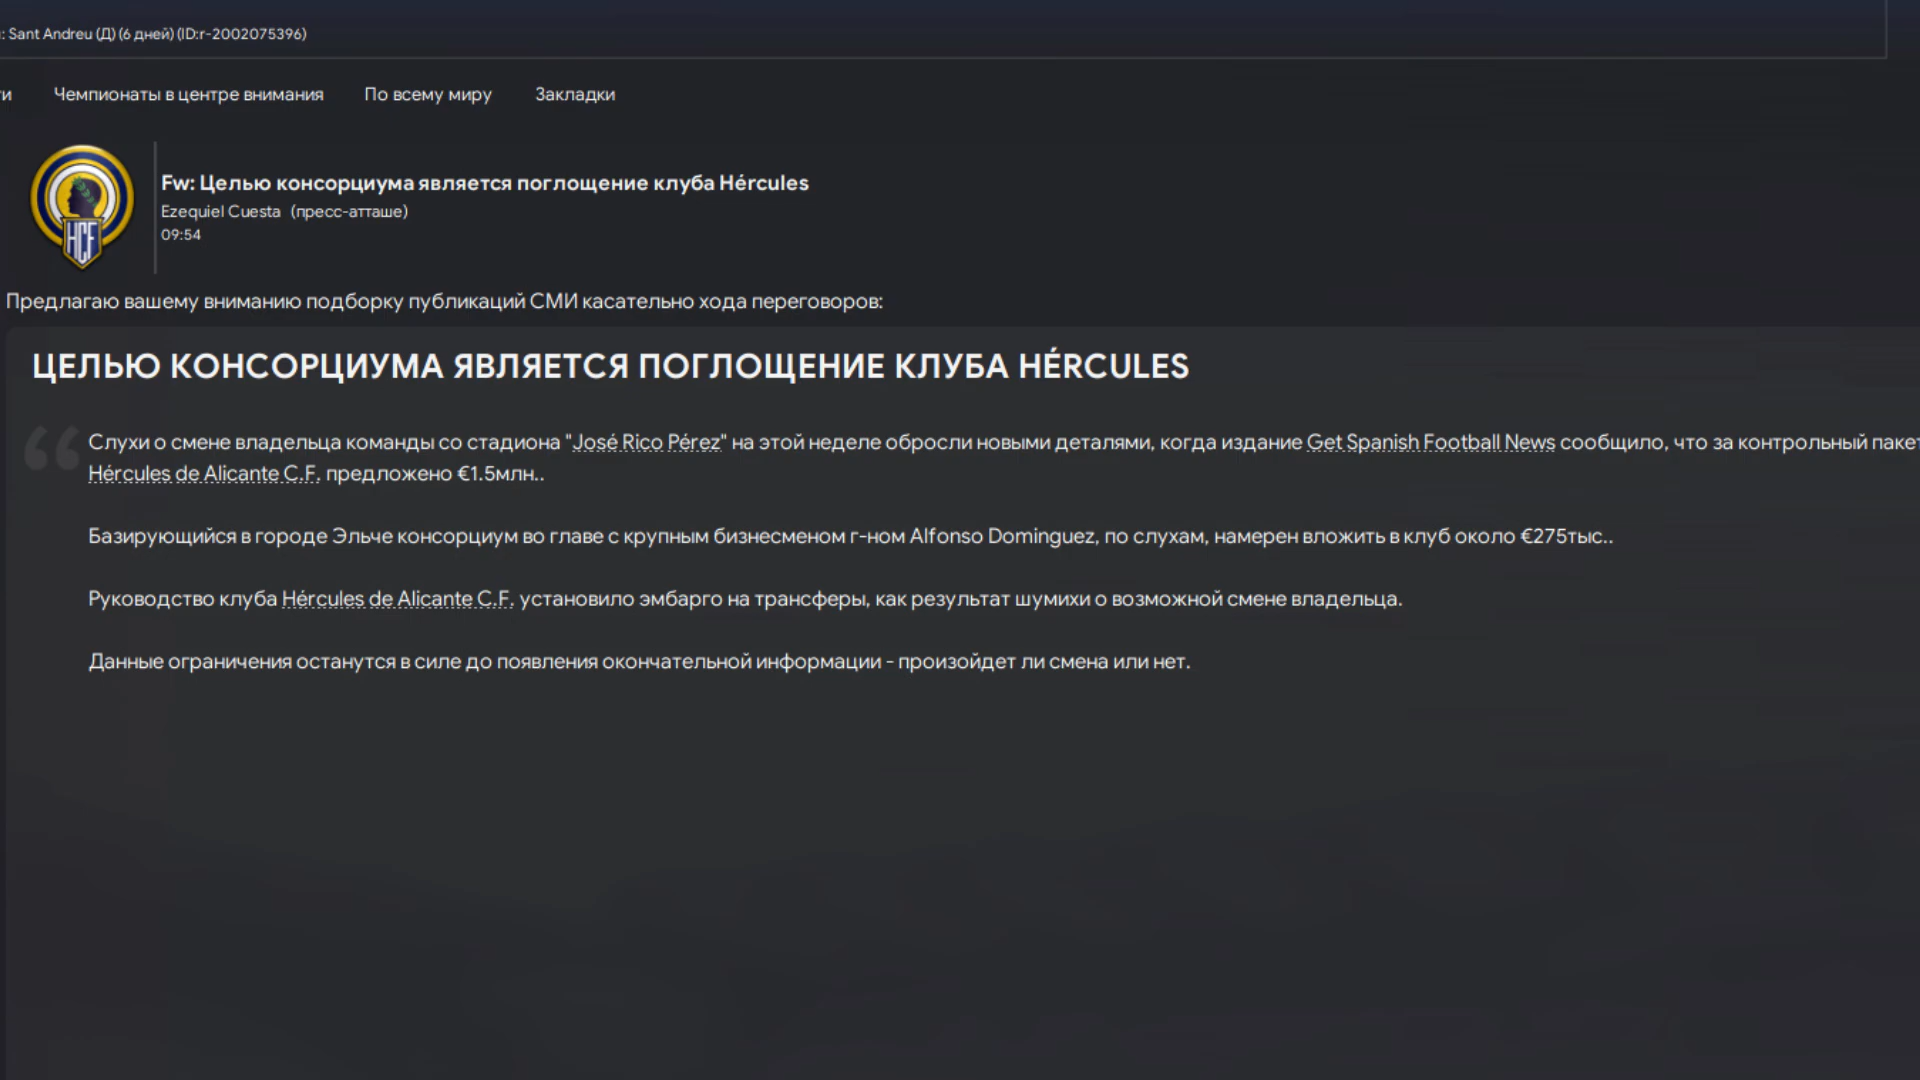 : Sant Andreu (Д) (6 дней) (ID:r-2002075396)
Чемпионаты в центре внимания По всему миру Закладки
Fw: Целью консорциума является поглощение клуба Hércules
Ezequiel Cuesta (пресс-атташе)
09:54
HCF
Предлагаю вашему вниманию подборку публикаций СМИ касательно хода переговоров:
ЦЕЛЬЮ КОНСОРЦИУМА ЯВЛЯЕТСЯ ПОГЛОЩЕНИЕ КЛУБА HÉRCULES
Слухи о смене владельца команды со стадиона "José Rico Pérez" на этой неделе обросли новыми деталями, когда издание Get Spanish Football News сообщило, что за контрольный пакет
Hércules de Alicante C.F. предложено €1.5млн..
Базирующийся в городе Эльче консорциум во главе с крупным бизнесменом г-ном Alfonso Dominguez, по слухам, намерен вложить в клуб около €275тыс..
Руководство клуба Hércules de Alicante C.F. установило эмбарго на трансферы, как результат шумихи о возможной смене владельца.
Данные ограничения останутся в силе до появления окончательной информации - произойдет ли смена или нет.